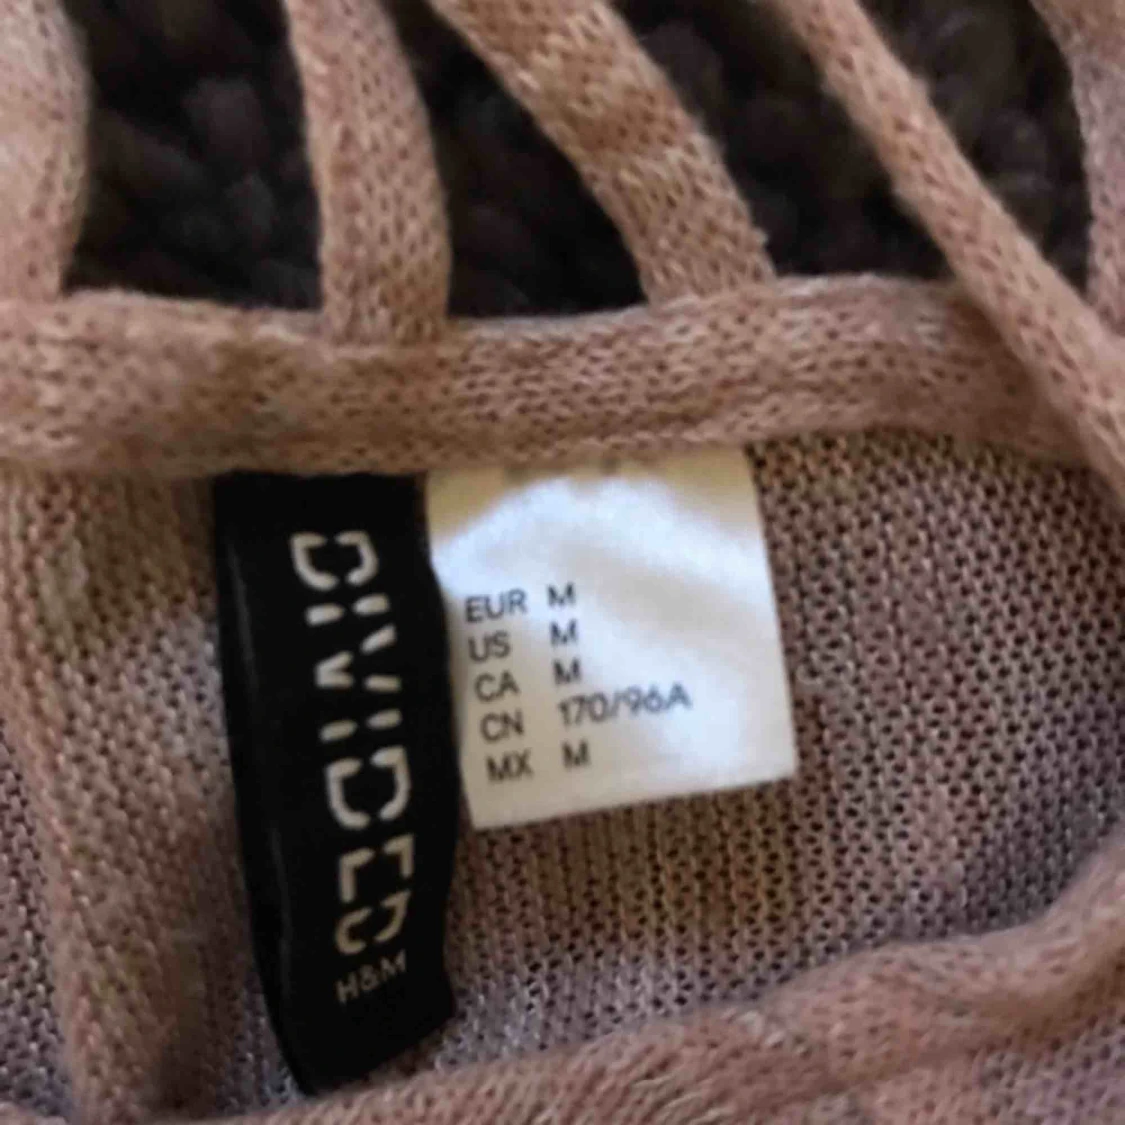 DIVIDED
H&M
EUR M
US M
CA M
CN 170/96A
MX M